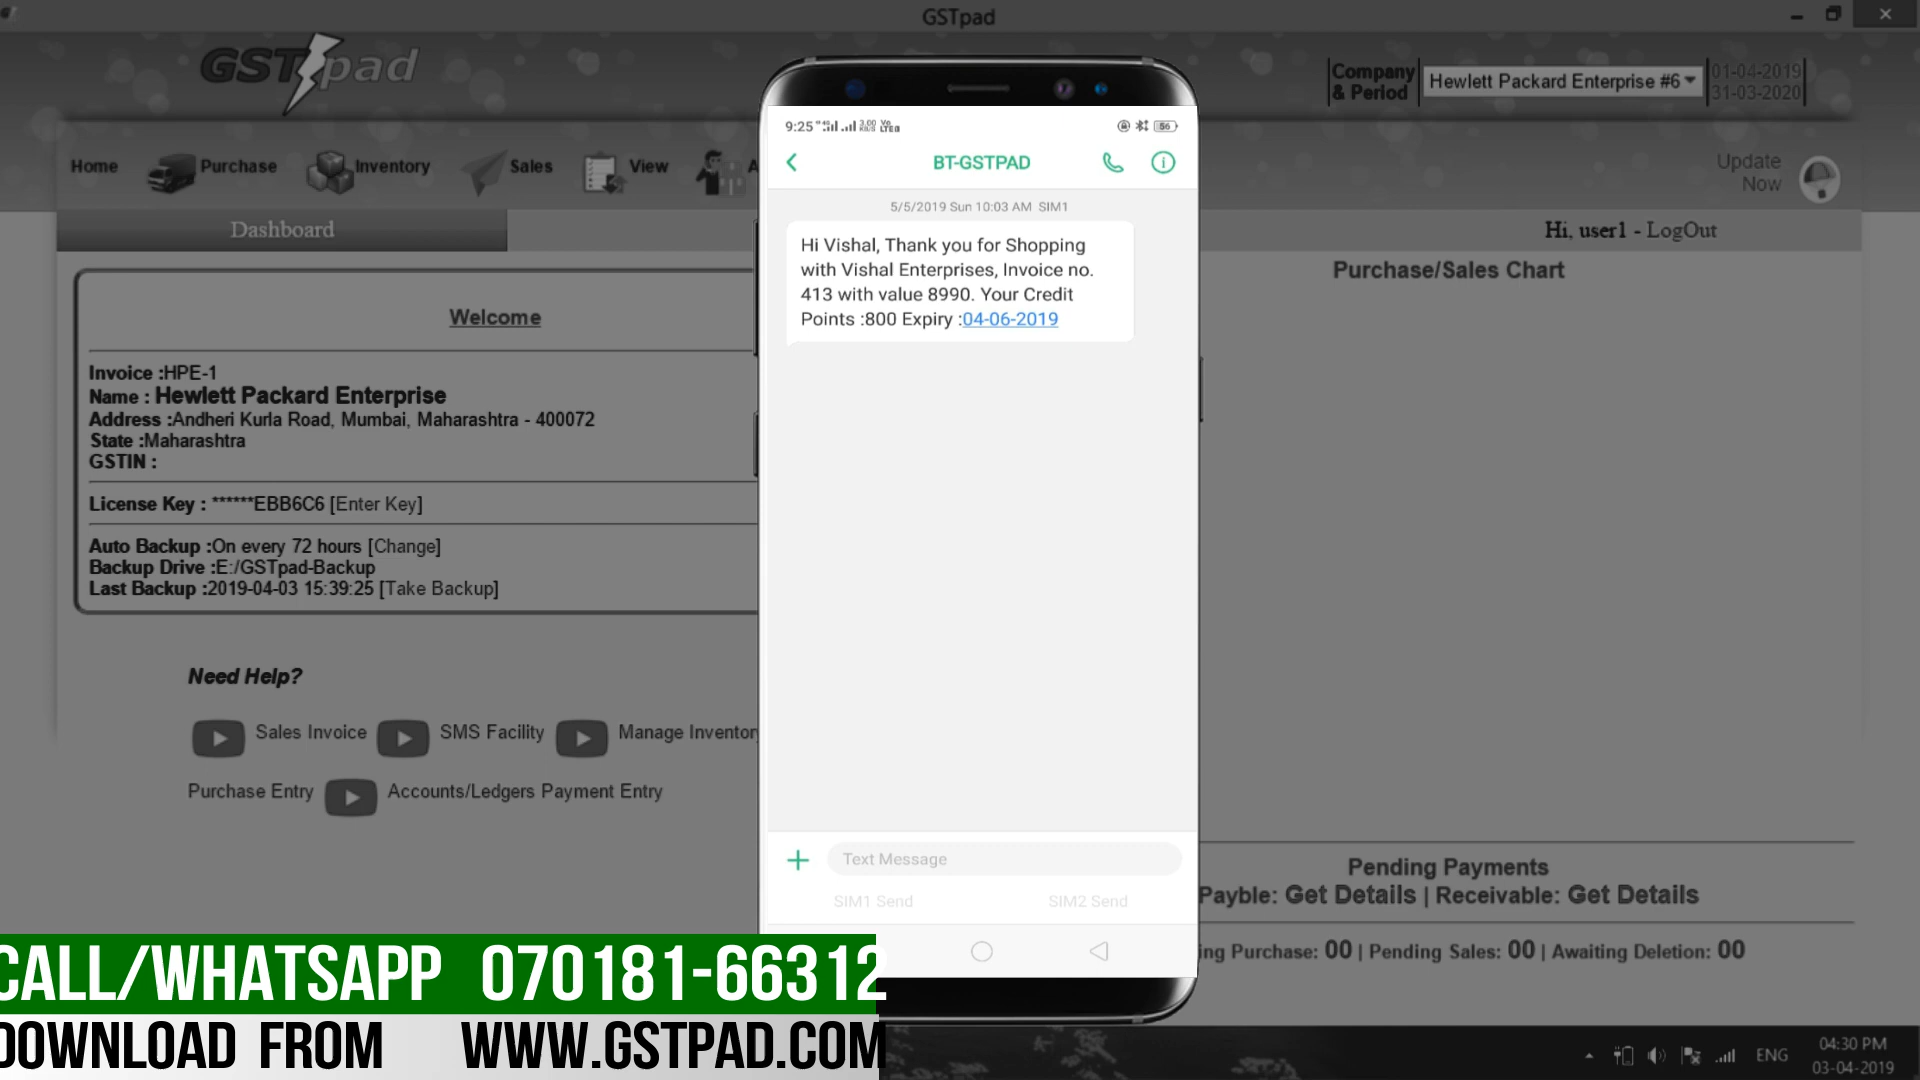 GSTpad
GSTpad
Company & Period
Hewlett Packard Enterprise #6
01-04-2019
31-03-2020
Home
Purchase
Inventory
Sales
View
A
Update Now
Dashboard
Hi, user1 - LogOut
Welcome
Invoice :HPE-1
Name : Hewlett Packard Enterprise
Address :Andheri Kurla Road, Mumbai, Maharashtra - 400072
State :Maharashtra
GSTIN :
License Key : ******EBB6C6 [Enter Key]
Auto Backup :On every 72 hours [Change]
Backup Drive :E:/GSTpad-Backup
Last Backup :2019-04-03 15:39:25 [Take Backup]
Need Help?
Sales Invoice
SMS Facility
Manage Inventor
Purchase Entry
Accounts/Ledgers Payment Entry
9:25
56
BT-GSTPAD
5/5/2019 Sun 10:03 AM SIM1
Hi Vishal, Thank you for Shopping
with Vishal Enterprises, Invoice no.
413 with value 8990. Your Credit
Points :800 Expiry :04-06-2019
Text Message
SIM1 Send
SIM2 Send
Purchase/Sales Chart
Pending Payments
Payble: Get Details | Receivable: Get Details
ing Purchase: 00 | Pending Sales: 00 | Awaiting Deletion: 00
CALL/WHATSAPP 070181-66312
DOWNLOAD FROM WWW.GSTPAD.COM
ENG
04:30 PM
03-04-2019